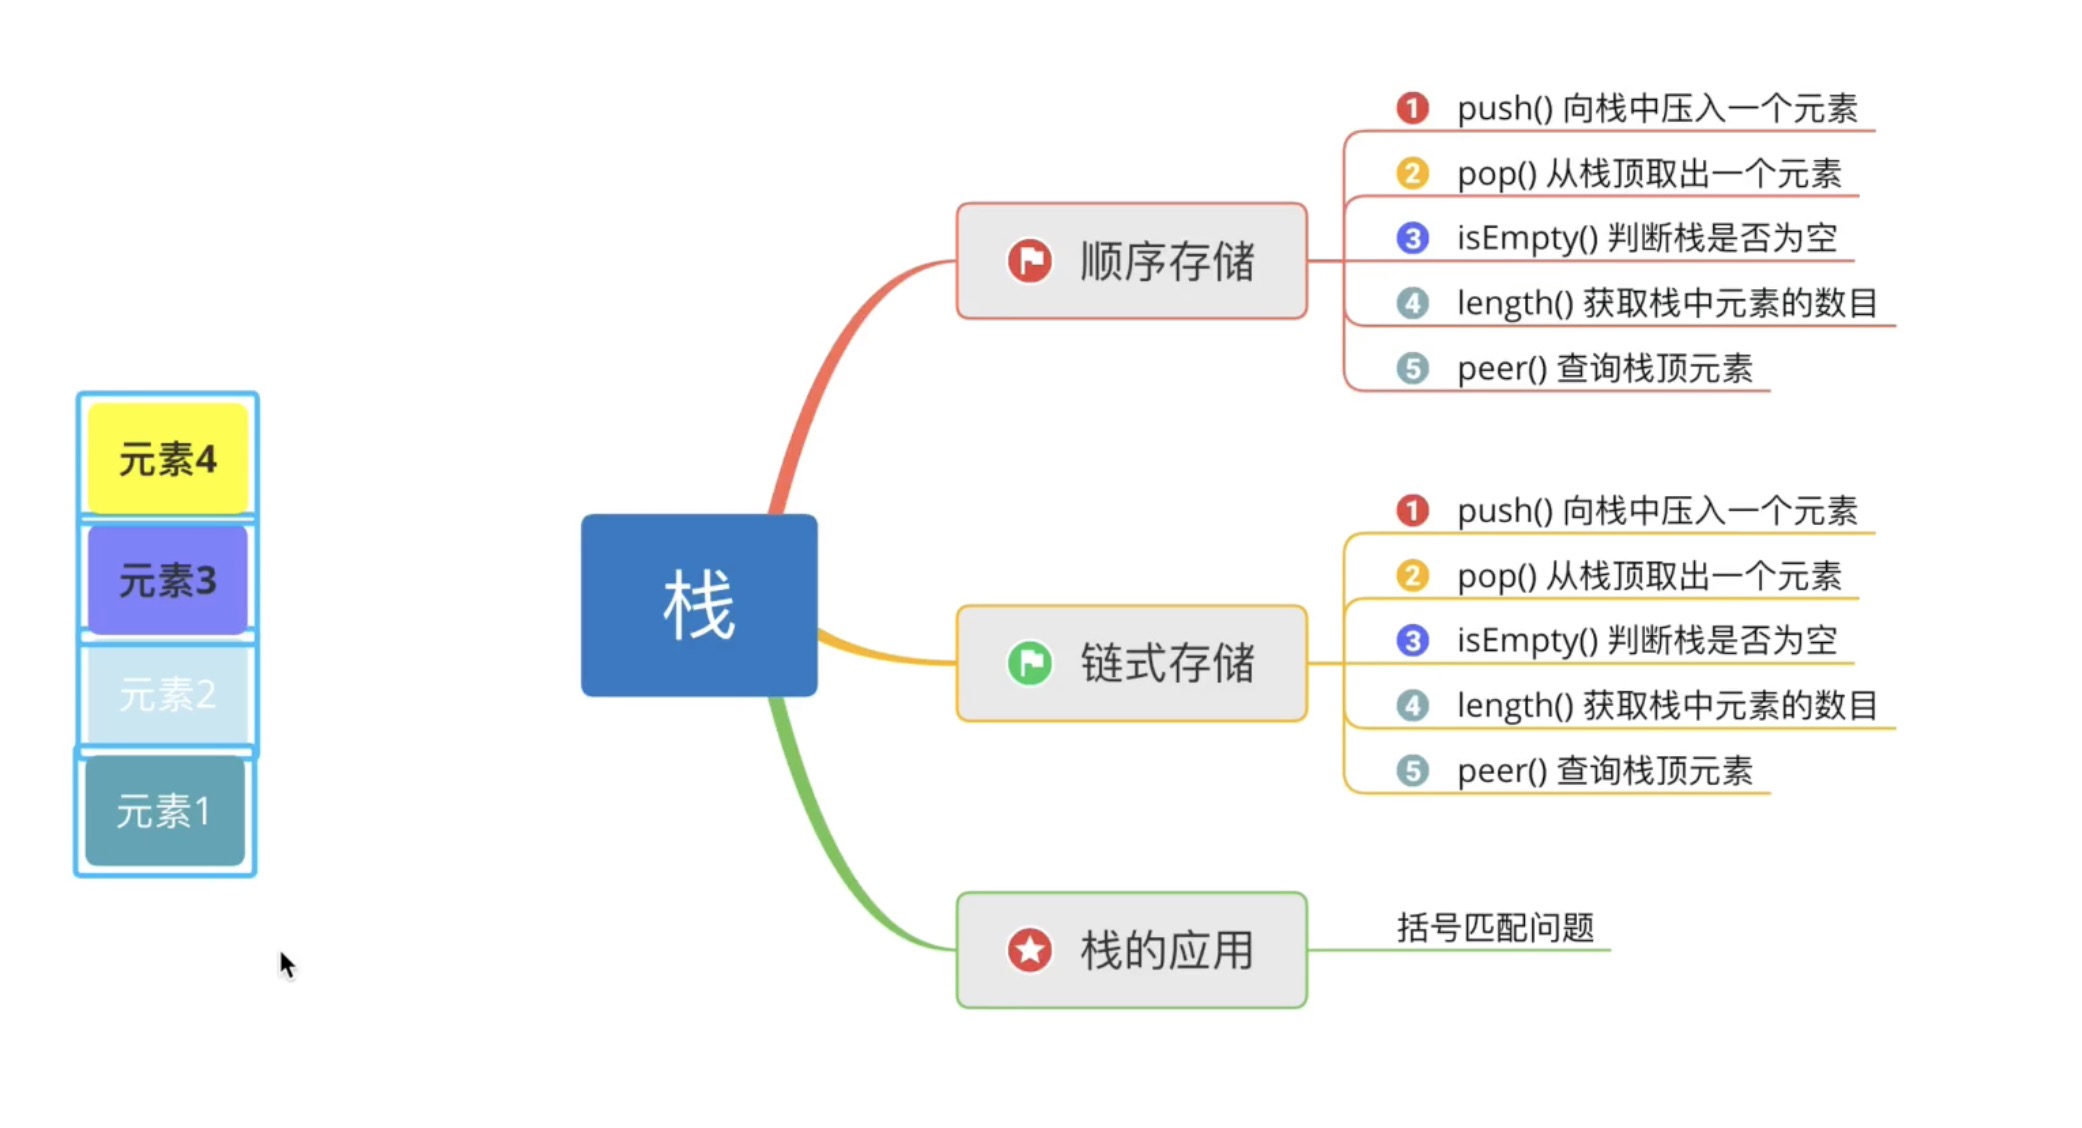 元素4
元素3
元素2
元素1
栈
顺序存储
1 push() 向栈中压入一个元素
2 pop() 从栈顶取出一个元素
3 isEmpty() 判断栈是否为空
4 length() 获取栈中元素的数目
5 peer() 查询栈顶元素
链式存储
1 push() 向栈中压入一个元素
2 pop() 从栈顶取出一个元素
3 isEmpty() 判断栈是否为空
4 length() 获取栈中元素的数目
5 peer() 查询栈顶元素
栈的应用
括号匹配问题